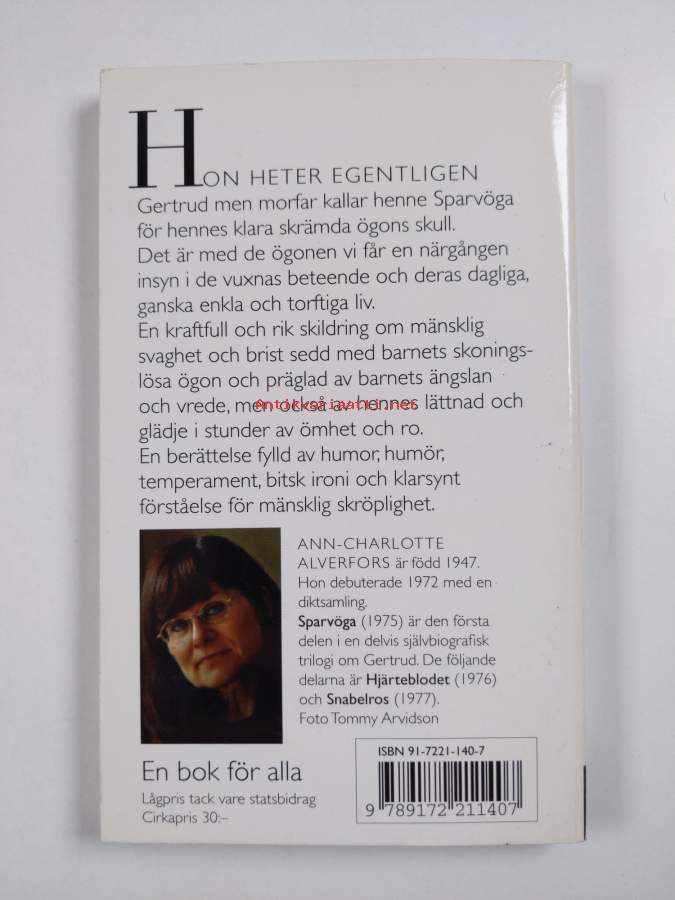 HON HETER EGENTLIGEN
Gertrud men morfar kallar henne Sparvöga
för hennes klara skrämda ögons skull.
Det är med de ögonen vi får en närgången
insyn i de vuxnas beteende och deras dagliga,
ganska enkla och torftiga liv.
En kraftfull och rik skildring om mänsklig
svaghet och brist sedd med barnets skonings-
lösa ögon och präglad av barnets ängslan
och vrede, men också av hennes lättnad och
Antikvariaatti.net
glädje i stunder av ömhet och ro.
En berättelse fylld av humor, humör,
temperament, bitsk ironi och klarsynt
förståelse för mänsklig skröplighet.
ANN-CHARLOTTE
ALVERFORS är född 1947.
Hon debuterade 1972 med en
diktsamling.
Sparvöga (1975) är den första
delen i en delvis självbiografisk
trilogi om Gertrud. De följande
delarna är Hjärteblodet (1976)
och Snabelros (1977).
Foto Tommy Arvidson
En bok för alla
Lågpris tack vare statsbidrag
Cirkapris 30:–
ISBN 91-7221-140-7
9 789172 211407